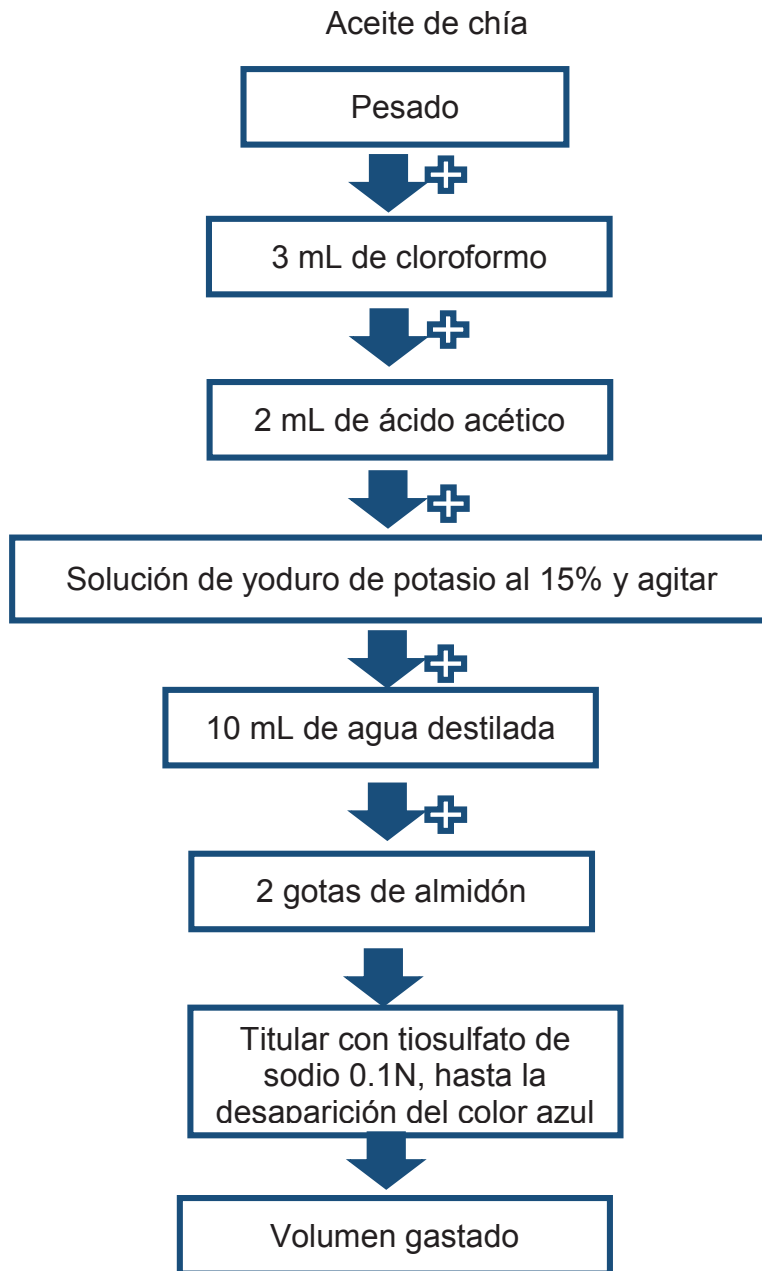 Aceite de chía
Pesado
3 mL de cloroformo
2 mL de ácido acético
Solución de yoduro de potasio al 15% y agitar
10 mL de agua destilada
2 gotas de almidón
Titular con tiosulfato de
sodio 0.1N, hasta la
desaparición del color azul
Volumen gastado